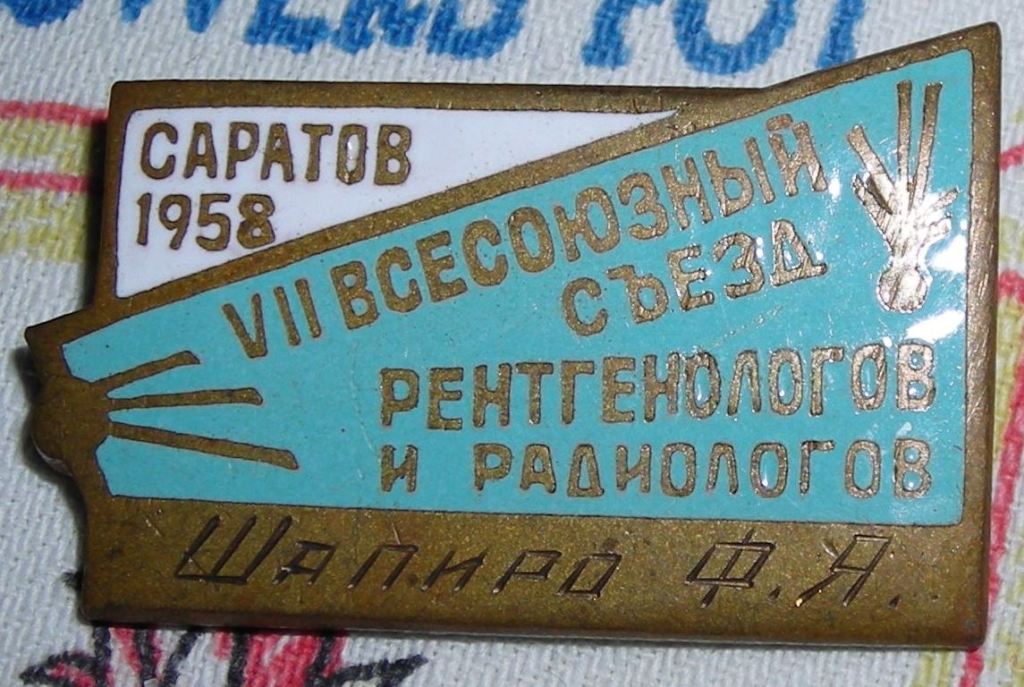 САРАТОВ
1958
VII ВСЕСОЮЗНЫЙ
СЪЕЗД
РЕНТГЕНОЛОГОВ
И РАДИОЛОГОВ
Шапиро Ф.Я.